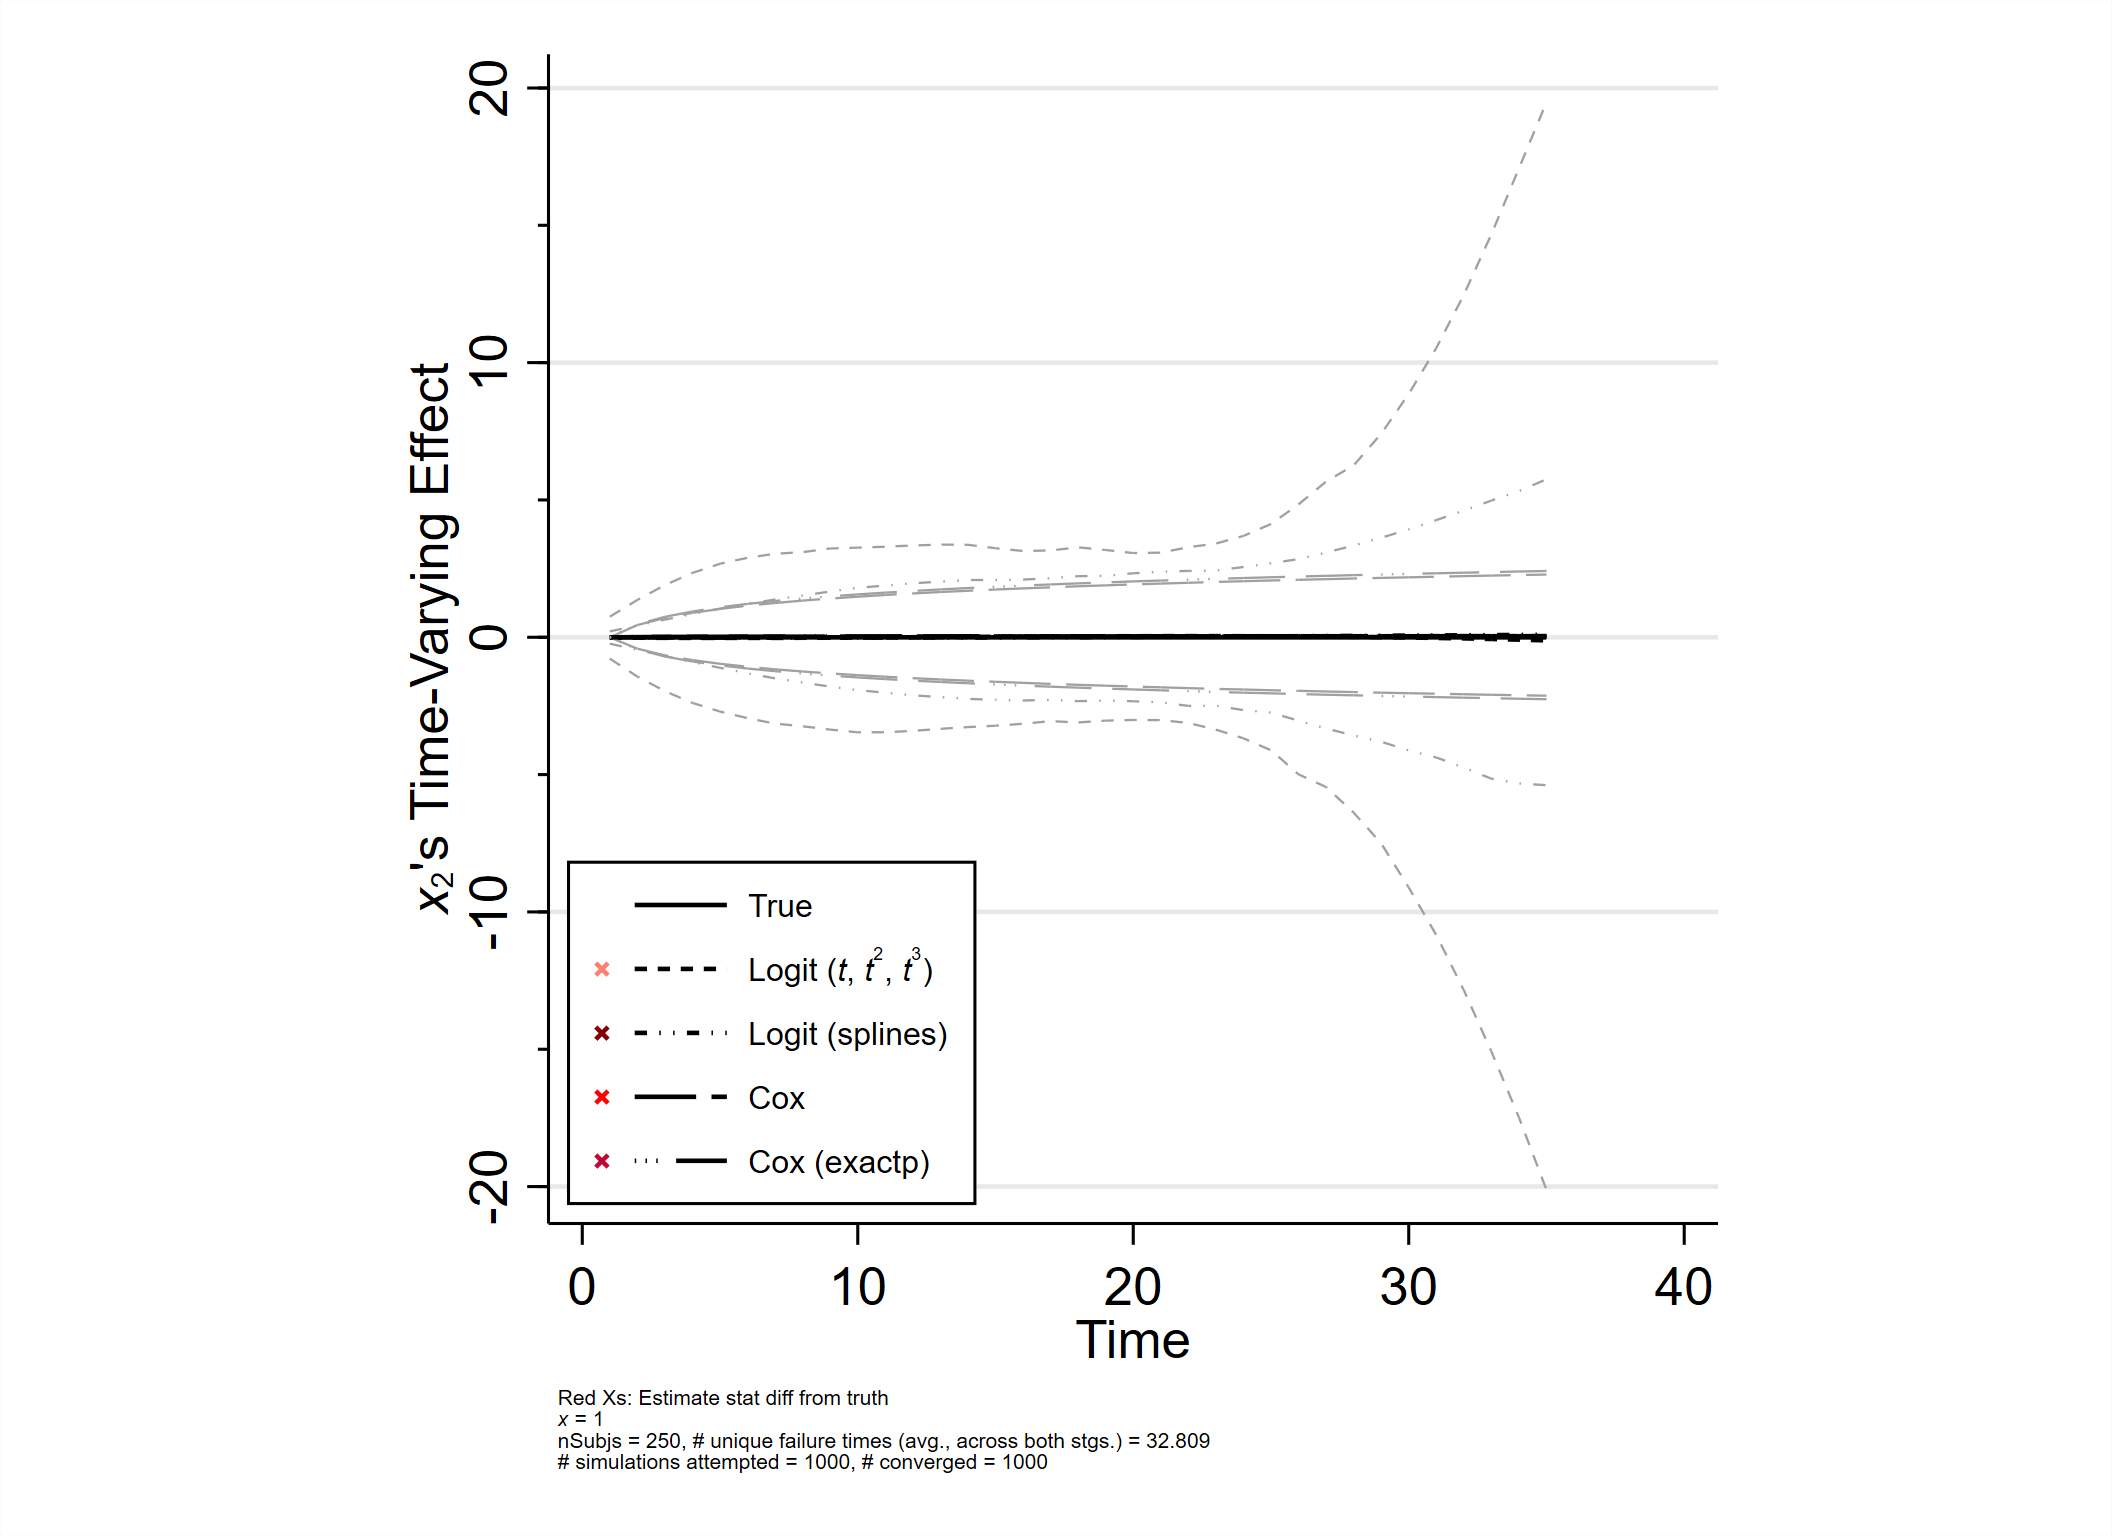 x₂'s Time-Varying Effect
20
10
0
-10
-20
True
Logit (t, t², t³)
Logit (splines)
Cox
Cox (exactp)
0 10 20 30 40
Time
Red Xs: Estimate stat diff from truth
x = 1
nSubjs = 250, # unique failure times (avg., across both stgs.) = 32.809
# simulations attempted = 1000, # converged = 1000